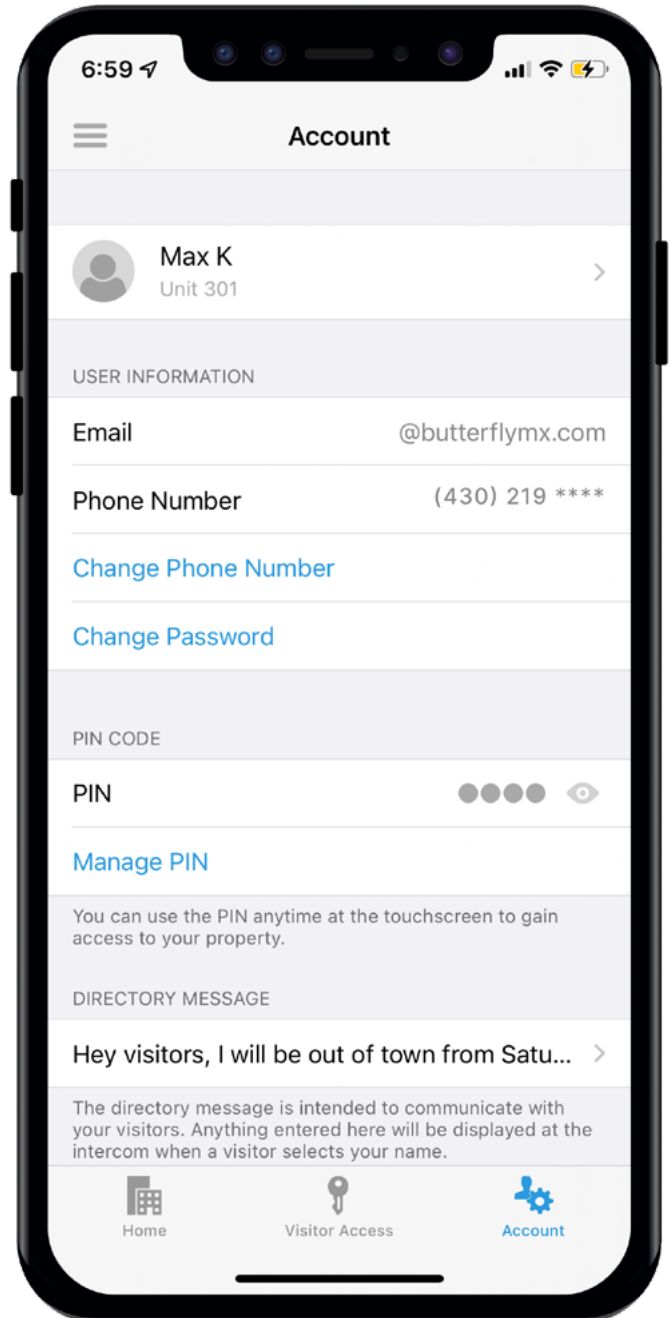 6:59
Account
Max K
Unit 301
USER INFORMATION
Email @butterflymx.com
Phone Number (430) 219 ****
Change Phone Number
Change Password
PIN CODE
PIN
Manage PIN
You can use the PIN anytime at the touchscreen to gain
access to your property.
DIRECTORY MESSAGE
Hey visitors, I will be out of town from Satu...
The directory message is intended to communicate with
your visitors. Anything entered here will be displayed at the
intercom when a visitor selects your name.
Home Visitor Access Account